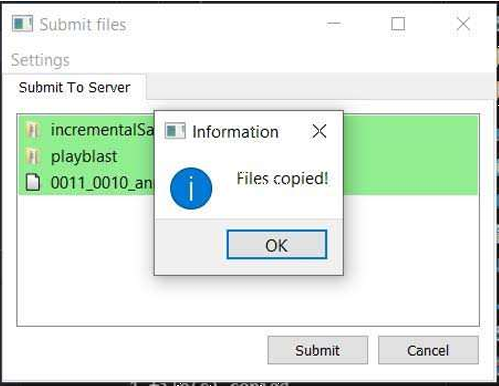 Submit files
Settings
Submit To Server
incrementalSa
playblast
0011_0010_an
Information
Files copied!
OK
Submit
Cancel